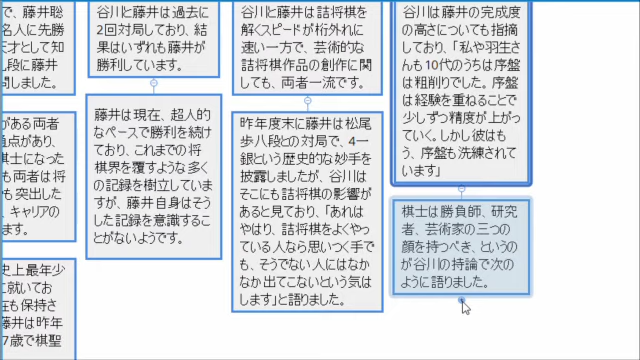 で、藤井聡
名人に先勝
天才として知
段に藤井
問しました。
がある両者
通点があり、
棋士になった
も両者は将
も突出した
、キャリアの
ます。
史上最年少
に就いてお
在も保持さ
藤井は昨年
7歳で棋聖
谷川と藤井は過去に
2回対局しており、結
果はいずれも藤井が
勝利しています。
藤井は現在、超人的
なペースで勝利を続け
ており、これまでの将
棋界を覆すような多く
の記録を樹立していま
すが、藤井自身はそう
した記録を意識するこ
とがないようです。
谷川と藤井は詰将棋を
解くスピードが桁外れに
速い一方で、芸術的な
詰将棋作品の創作に関
しても、両者一流です。
昨年度末に藤井は松尾
歩八段との対局で、4一
銀という歴史的な妙手を
披露しましたが、谷川は
そこにも詰将棋の影響が
あると見ており、「あれは
やはり、詰将棋をよくやっ
ている人なら思いつく手で
も、そうでない人にはなか
なか出てこないという気は
します」と語りました。
谷川は藤井の完成度
の高さについても指摘
しており、「私や羽生さ
んも10代のうちは序盤
は粗削りでした。序盤
は経験を重ねることで
少しずつ精度が上がっ
ていく。しかし彼はも
う、序盤も洗練されて
います」
棋士は勝負師、研究
者、芸術家の三つの
顔を持つべき、というの
が谷川の持論で次の
ように語りました。